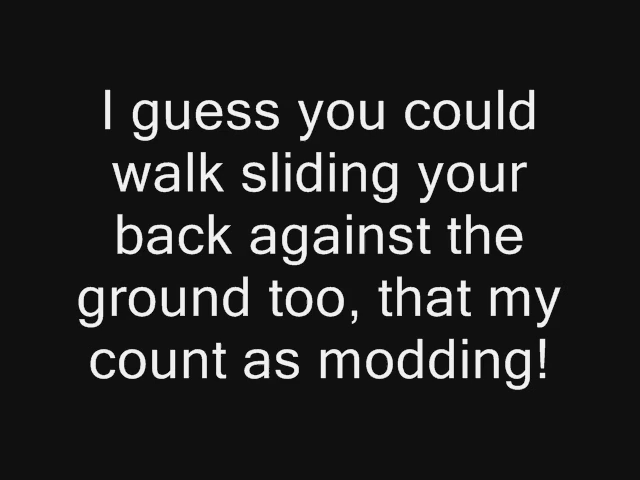 I guess you could
walk sliding your
back against the
ground too, that my
count as modding!